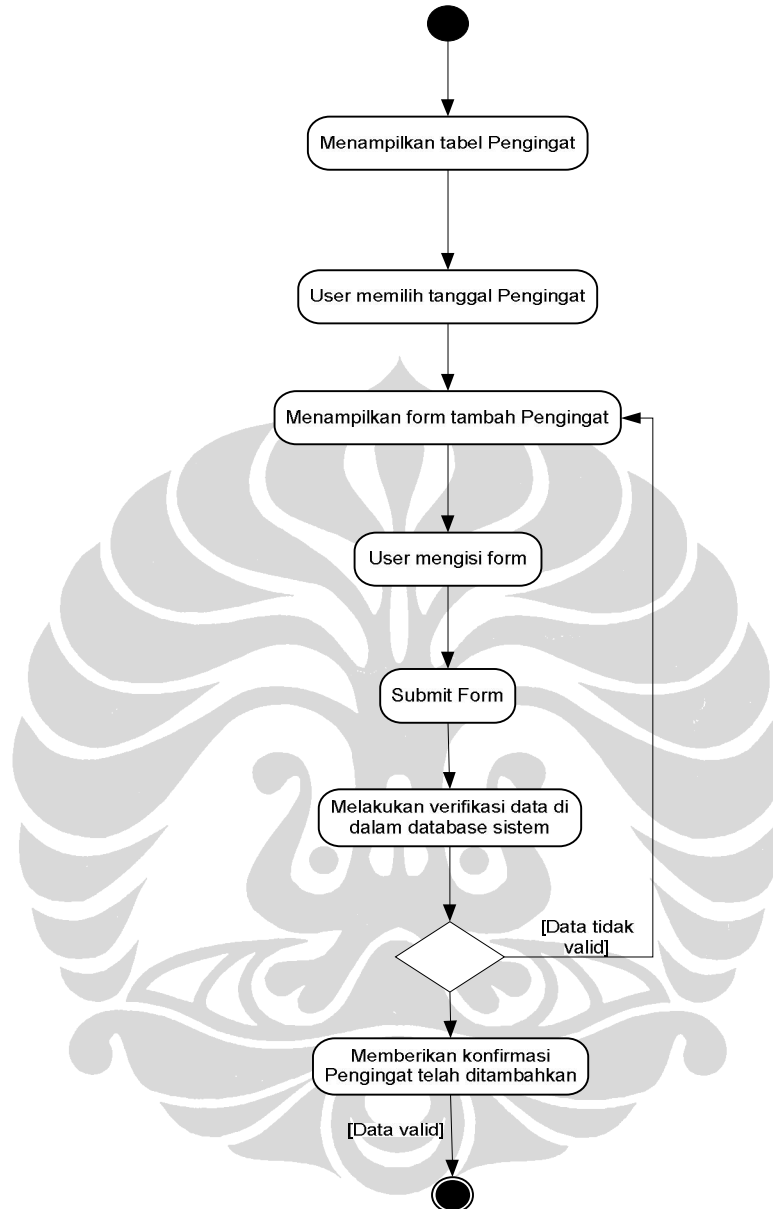 Menampilkan tabel Pengingat
User memilih tanggal Pengingat
Menampilkan form tambah Pengingat
User mengisi form
Submit Form
Melakukan verifikasi data di
dalam database sistem
[Data tidak
valid]
Memberikan konfirmasi
Pengingat telah ditambahkan
[Data valid]